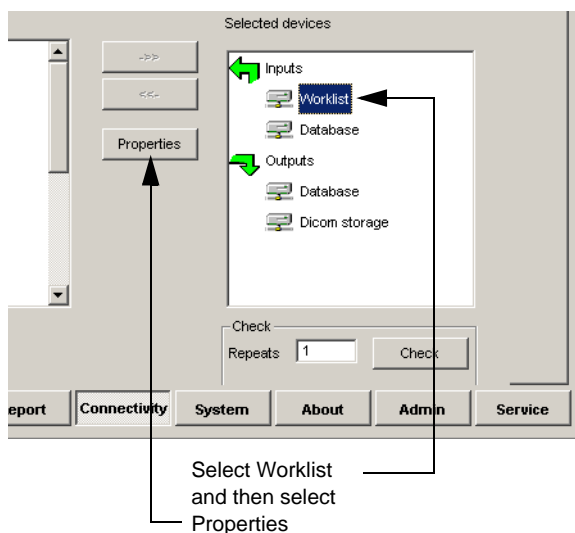 Selected devices
->>
Inputs
<<-
Worklist
Database
Properties
Outputs
Database
Dicom storage
Check
Repeats 1 Check
eport Connectivity System About Admin Service
Select Worklist
and then select
Properties